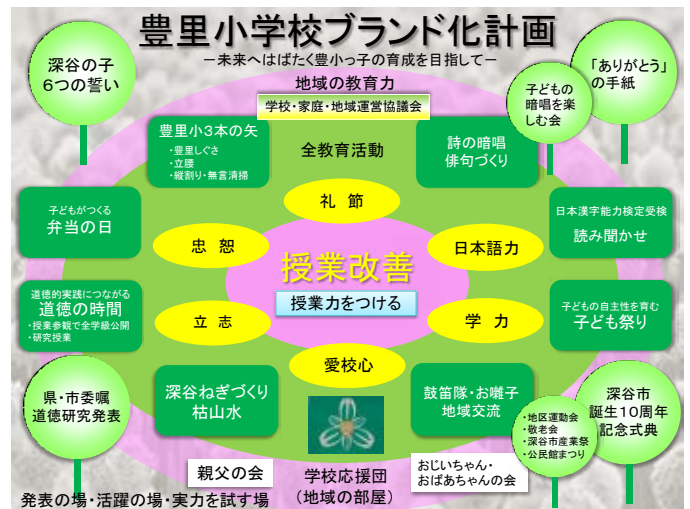 豊里小学校ブランド化計画
－未来へはばたく豊小っ子の育成を目指して－
深谷の子
６つの誓い
地域の教育力
学校・家庭・地域運営協議会
子どもの
暗唱を楽
しむ会
「ありがとう」
の手紙
豊里小３本の矢
・豊里しぐさ
・立腰
・縦割り・無言清掃
全教育活動
詩の暗唱
俳句づくり
礼 節
子どもがつくる
弁当の日
忠 恕
日本語力
日本漢字能力検定受検
読み聞かせ
授業改善
授業力をつける
道徳的実践につながる
道徳の時間
・授業参観で全学級公開
・研究授業
立 志
学 力
子どもの自主性を育む
子ども祭り
愛校心
県・市委嘱
道徳研究発表
深谷ねぎづくり
枯山水
鼓笛隊・お囃子
地域交流
・地区運動会
・敬老会
・深谷市産業祭
・公民館まつり
深谷市
誕生１０周年
記念式典
親父の会
学校応援団
（地域の部屋）
おじいちゃん・
おばあちゃんの会
発表の場・活躍の場・実力を試す場